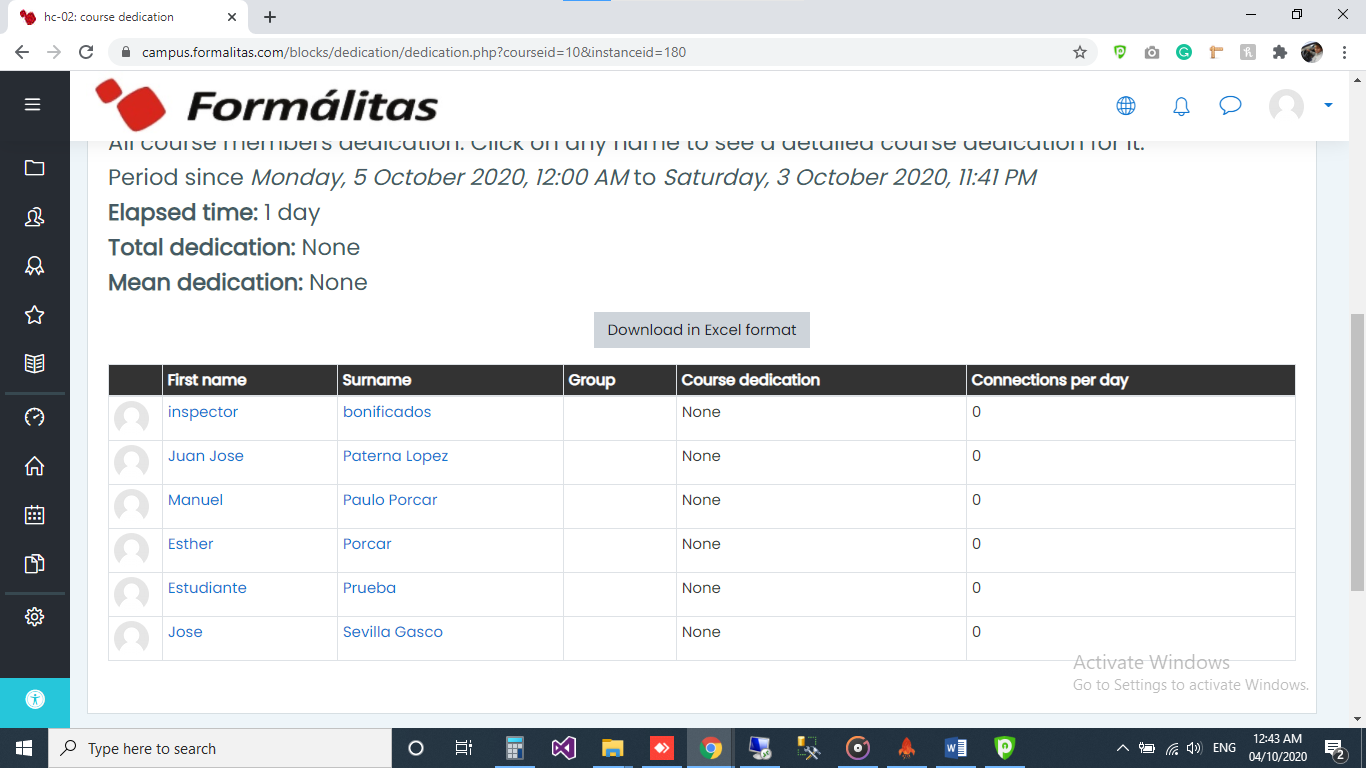 hc-02: course dedication
campus.formalitas.com/blocks/dedication/dedication.php?courseid=10&instanceid=180
Formálitas
All course members dedication. Click on any name to see a detailed course dedication for it.
Period since Monday, 5 October 2020, 12:00 AM to Saturday, 3 October 2020, 11:41 PM
Elapsed time: 1 day
Total dedication: None
Mean dedication: None
Download in Excel format
First name Surname Group Course dedication Connections per day
inspector bonificados None 0
Juan Jose Paterna Lopez None 0
Manuel Paulo Porcar None 0
Esther Porcar None 0
Estudiante Prueba None 0
Jose Sevilla Gasco None 0
Activate Windows
Go to Settings to activate Windows.
Type here to search
ENG
12:43 AM
04/10/2020
2